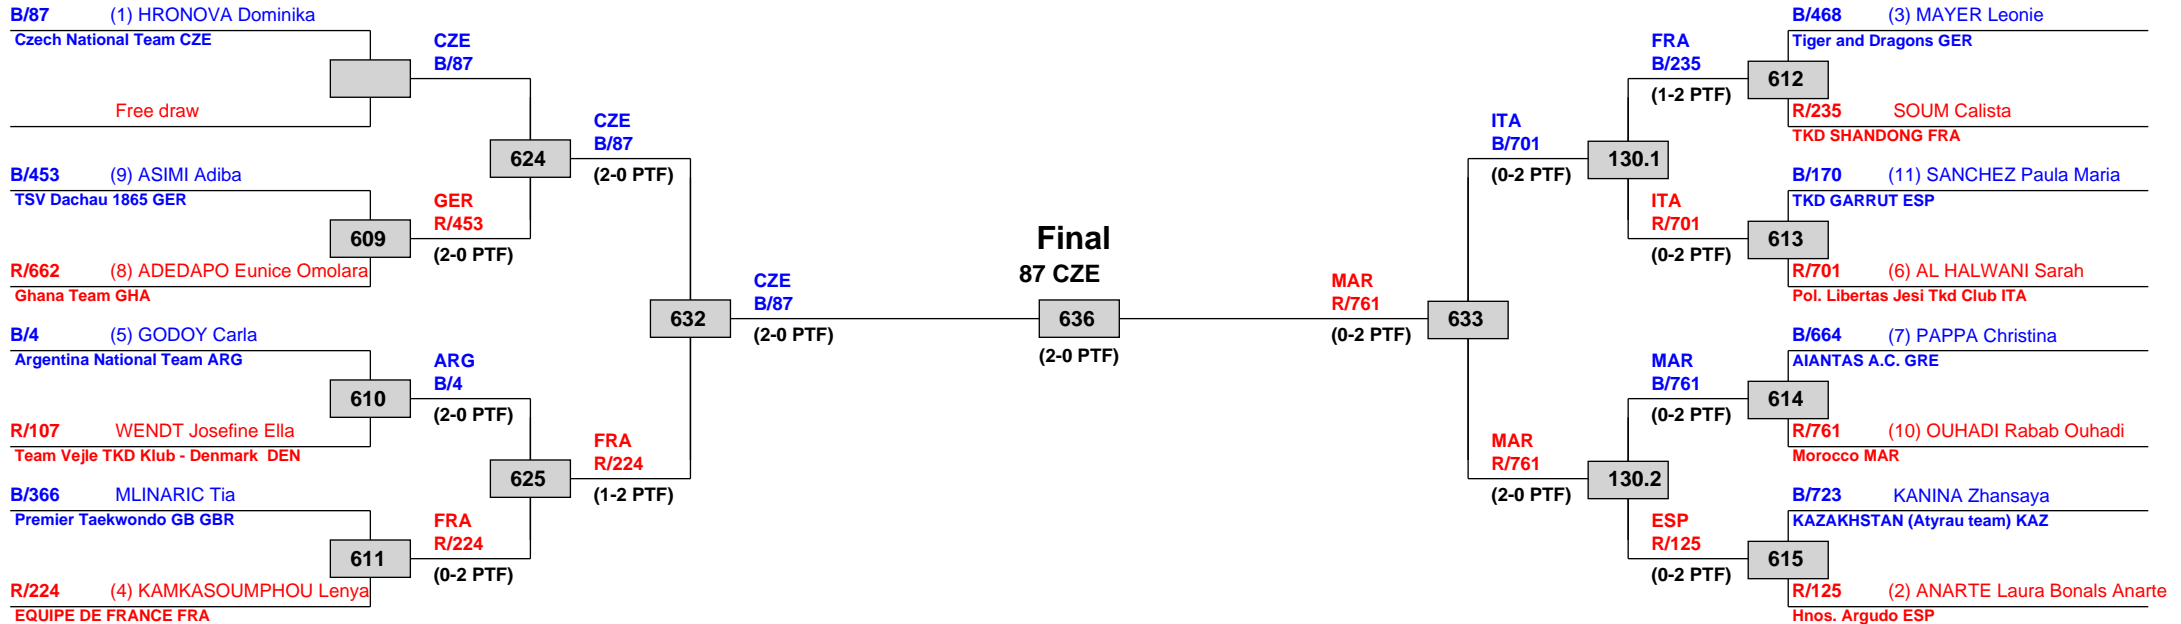 B/87 (1) HRONOVA Dominika
Czech National Team CZE
Free draw
CZE
B/87
B/453 (9) ASIMI Adiba
TSV Dachau 1865 GER
609
R/662 (8) ADEDAPO Eunice Omolara
Ghana Team GHA
GER
R/453
(2-0 PTF)
624
CZE
B/87
(2-0 PTF)
B/4 (5) GODOY Carla
Argentina National Team ARG
610
R/107 WENDT Josefine Ella
Team Vejle TKD Klub - Denmark DEN
ARG
B/4
(2-0 PTF)
B/366 MLINARIC Tia
Premier Taekwondo GB GBR
611
R/224 (4) KAMKASOUMPHOU Lenya
EQUIPE DE FRANCE FRA
FRA
R/224
(0-2 PTF)
625
FRA
R/224
(1-2 PTF)
632
CZE
B/87
(2-0 PTF)
Final
87 CZE
636
(2-0 PTF)
MAR
R/761
(0-2 PTF)
633
ITA
B/701
(0-2 PTF)
130.1
FRA
B/235
(1-2 PTF)
612
B/468 (3) MAYER Leonie
Tiger and Dragons GER
R/235 SOUM Calista
TKD SHANDONG FRA
ITA
R/701
(0-2 PTF)
613
B/170 (11) SANCHEZ Paula Maria
TKD GARRUT ESP
R/701 (6) AL HALWANI Sarah
Pol. Libertas Jesi Tkd Club ITA
MAR
R/761
(2-0 PTF)
130.2
MAR
B/761
(0-2 PTF)
614
B/664 (7) PAPPA Christina
AIANTAS A.C. GRE
R/761 (10) OUHADI Rabab Ouhadi
Morocco MAR
ESP
R/125
(0-2 PTF)
615
B/723 KANINA Zhansaya
KAZAKHSTAN (Atyrau team) KAZ
R/125 (2) ANARTE Laura Bonals Anarte
Hnos. Argudo ESP